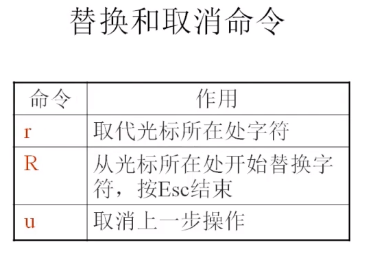 替换和取消命令
命令 作用
r 取代光标所在处字符
R 从光标所在处开始替换字
符，按Esc结束
u 取消上一步操作